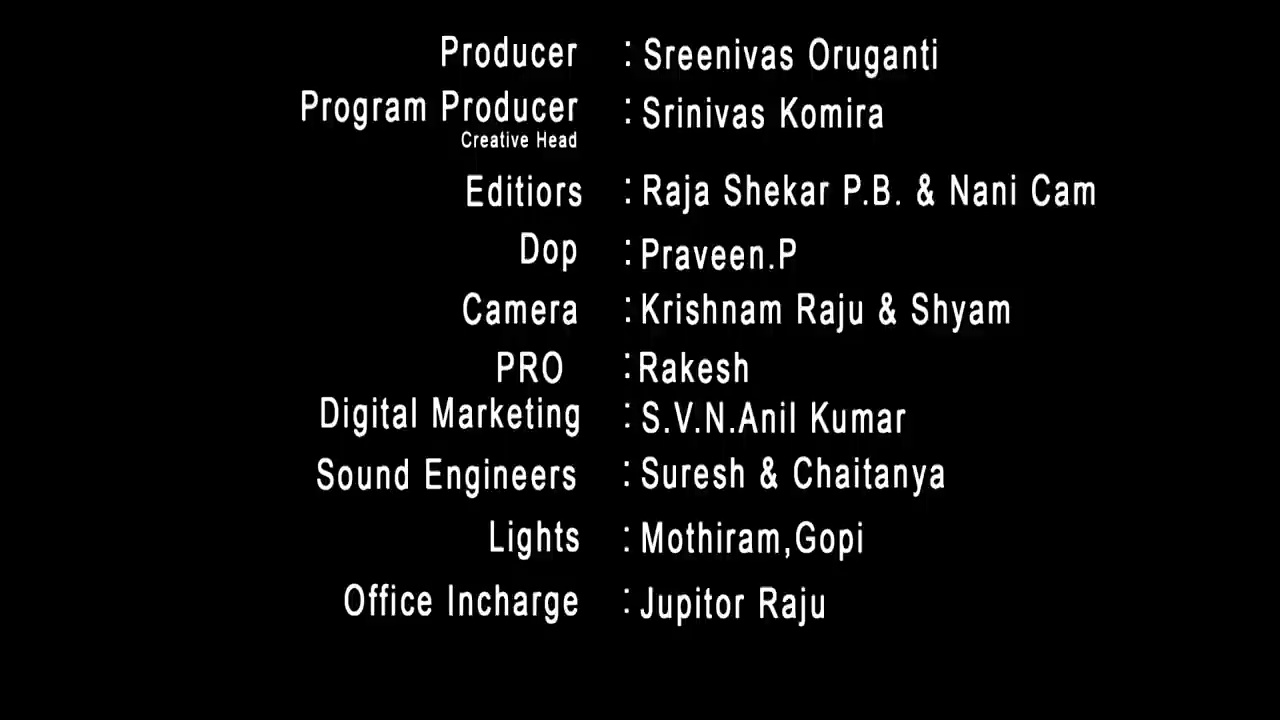 Producer : Sreenivas Oruganti
Program Producer : Srinivas Komira
Creative Head
Editiors : Raja Shekar P.B. & Nani Cam
Dop : Praveen.P
Camera : Krishnam Raju & Shyam
PRO : Rakesh
Digital Marketing : S.V.N.Anil Kumar
Sound Engineers : Suresh & Chaitanya
Lights : Mothiram,Gopi
Office Incharge : Jupitor Raju